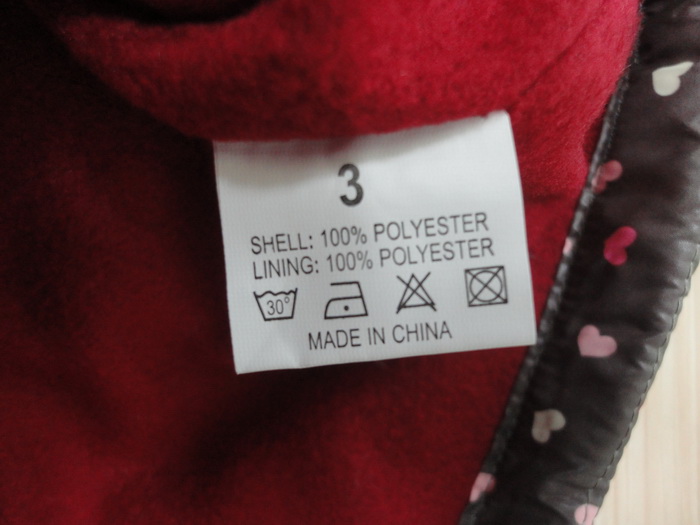 3
SHELL: 100% POLYESTER
LINING: 100% POLYESTER
30°
MADE IN CHINA